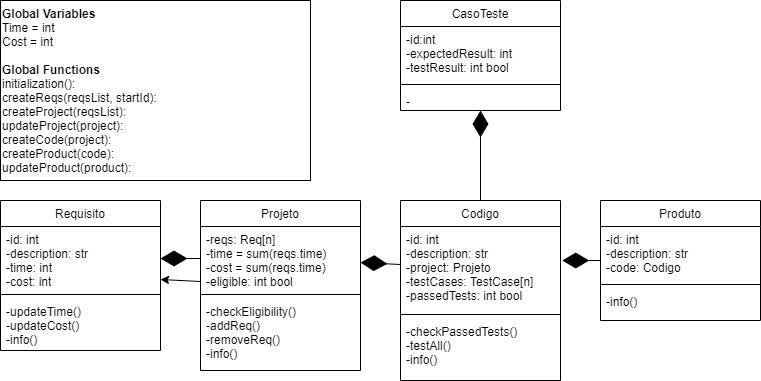 Global Variables
Time = int
Cost = int
Global Functions
initialization():
createReqs(reqsList, startId):
createProject(reqsList):
updateProject(project):
createCode(project):
createProduct(code):
updateProduct(product):
CasoTeste
-id:int
-expectedResult: int
-testResult: int bool
-
Requisito
-id: int
-description: str
-time: int
-cost: int
-updateTime()
-updateCost()
-info()
Projeto
-reqs: Req[n]
-time = sum(reqs.time)
-cost = sum(reqs.time)
-eligible: int bool
-checkEligibility()
-addReq()
-removeReq()
-info()
Codigo
-id: int
-description: str
-project: Projeto
-testCases: TestCase[n]
-passedTests: int bool
-checkPassedTests()
-testAll()
-info()
Produto
-id: int
-description: str
-code: Codigo
-info()